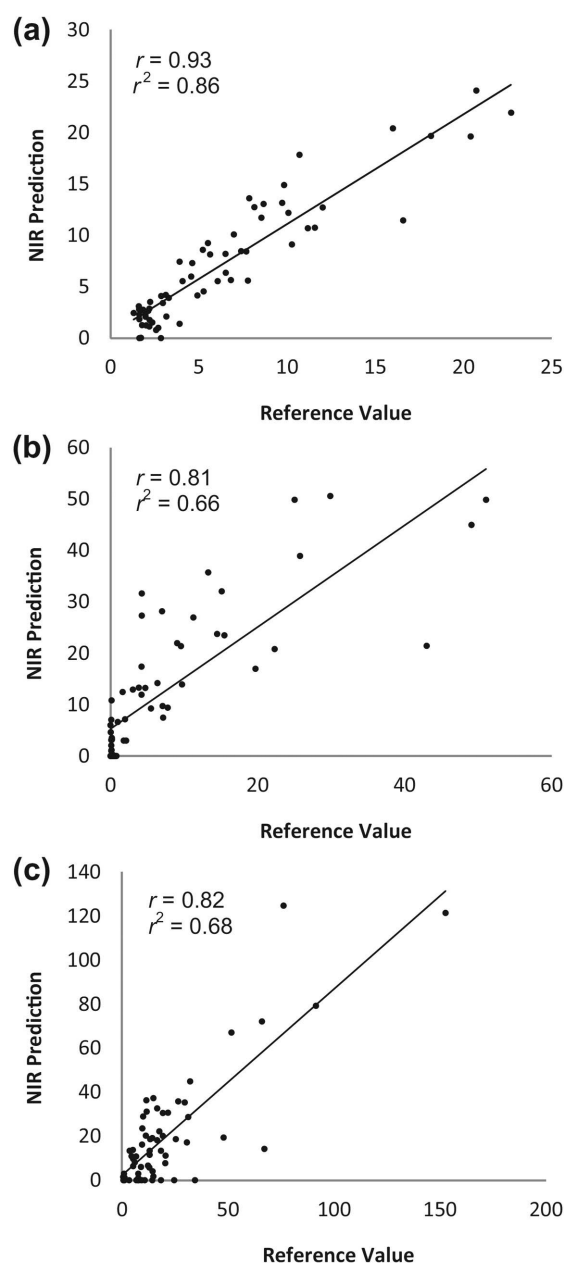 (a)
r = 0.93
r² = 0.86
30
25
20
15
10
5
0
NIR Prediction
0 5 10 15 20 25
Reference Value
(b)
r = 0.81
r² = 0.66
60
50
40
30
20
10
0
NIR Prediction
0 20 40 60
Reference Value
(c)
r = 0.82
r² = 0.68
140
120
100
80
60
40
20
0
NIR Prediction
0 50 100 150 200
Reference Value